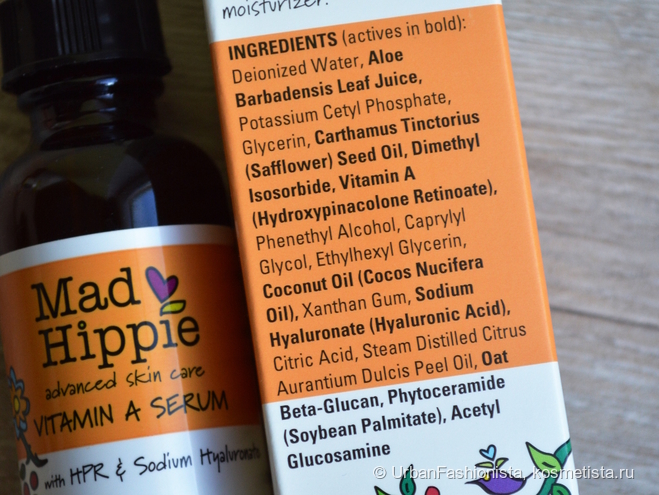 moisturizer.
INGREDIENTS (actives in bold):
Deionized Water, Aloe
Barbadensis Leaf Juice,
Potassium Cetyl Phosphate,
Glycerin, Carthamus Tinctorius
(Safflower) Seed Oil, Dimethyl
Isosorbide, Vitamin A
(Hydroxypinacolone Retinoate),
Phenethyl Alcohol, Caprylyl
Glycol, Ethylhexyl Glycerin,
Coconut Oil (Cocos Nucifera
Oil), Xanthan Gum, Sodium
Hyaluronate (Hyaluronic Acid),
Citric Acid, Steam Distilled Citrus
Aurantium Dulcis Peel Oil, Oat
Beta-Glucan, Phytoceramide
(Soybean Palmitate), Acetyl
Glucosamine
Mad
Hippie
advanced skin care
VITAMIN A SERUM
with HPR & Sodium Hyaluronate
© UrbanFashionista, kosmetista.ru